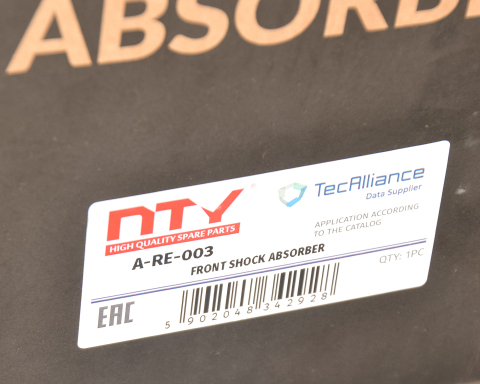 ABSORBE
NTY
HIGH QUALITY SPARE PARTS
TecAlliance
Data Supplier
APPLICATION ACCORDING
TO THE CATALOG
A-RE-003
FRONT SHOCK ABSORBER
QTY: 1PC
EAC
5 902048 342928